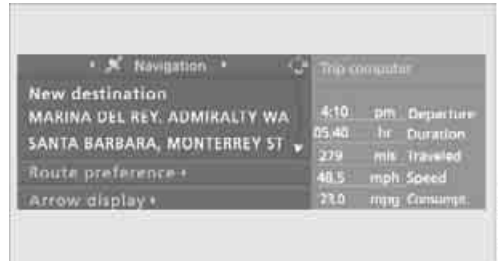 Navigation
New destination
MARINA DEL REY, ADMIRALTY WA
SANTA BARBARA, MONTERREY ST
Route preference
Arrow display
Trip computer
4:10 pm Departure
05.40 hr Duration
279 mls Traveled
48.5 mph Speed
23.0 mpg Consumpt.